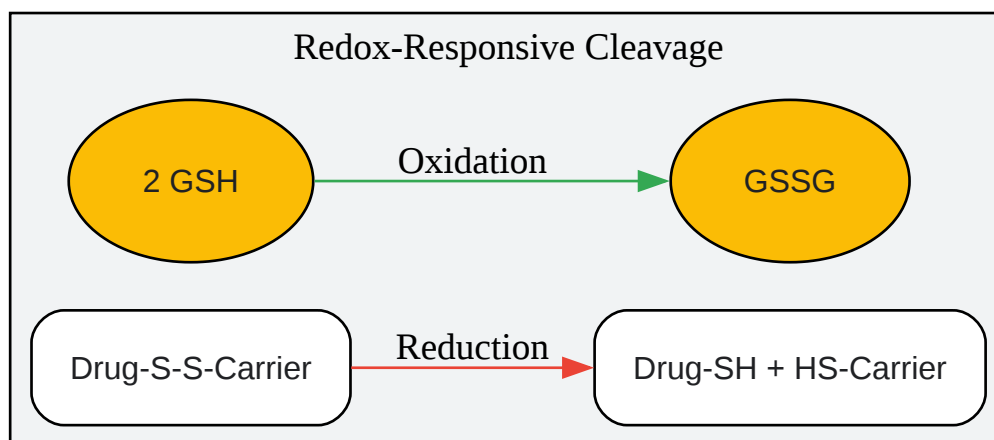 Redox-Responsive Cleavage
2 GSH
Oxidation
GSSG
Drug-S-S-Carrier
Reduction
Drug-SH + HS-Carrier